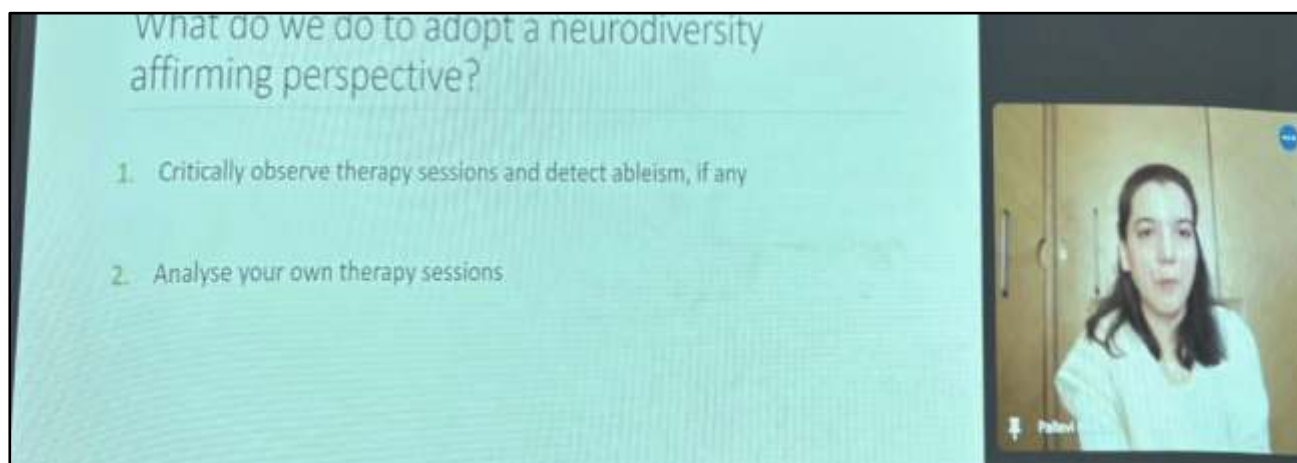 What do we do to adopt a neurodiversity
affirming perspective?
1. Critically observe therapy sessions and detect ableism, if any
2. Analyse your own therapy sessions
Pallavi